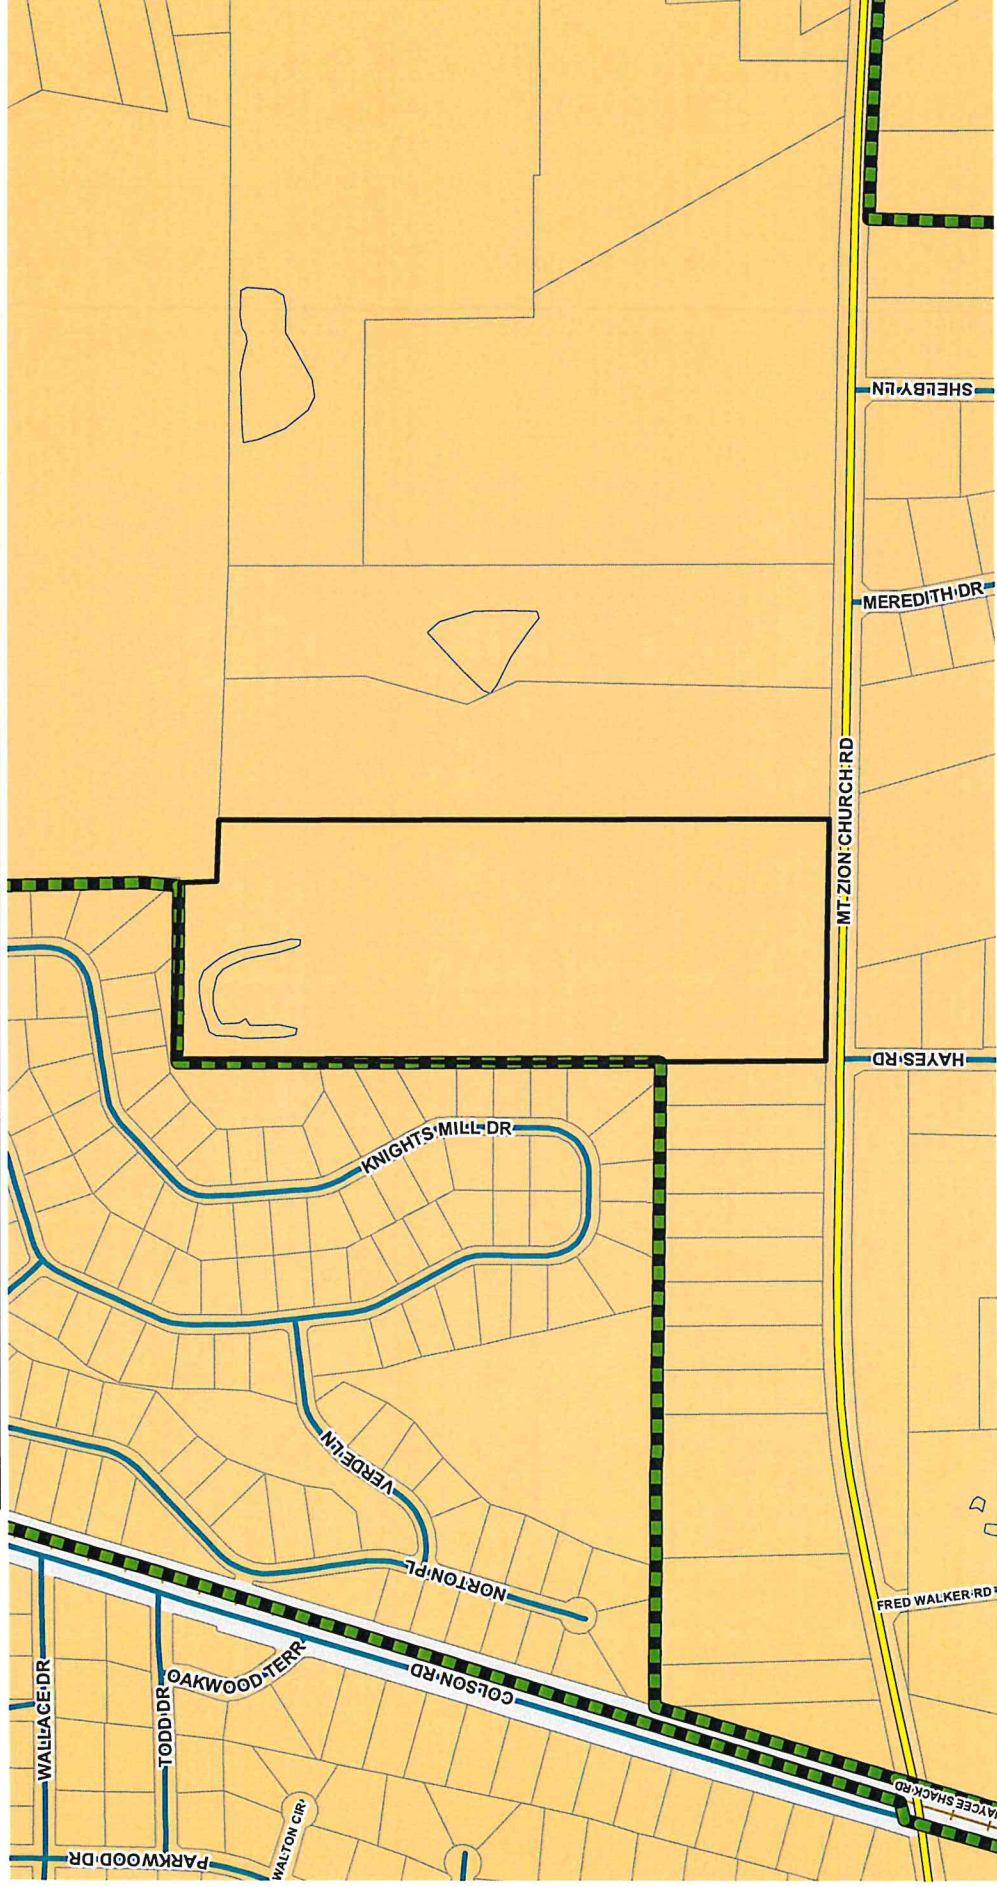 SHELBY LN
MEREDITH DR
MT ZION CHURCH RD
HAYES RD
KNIGHTS MILL DR
VERDE LN
NORTON PL
FRED WALKER RD
OAKWOOD TERR
COLSON RD
WALLACE DR
TODD DR
JAYCEE SHACK RD
WALTON CIR
PARKWOOD DR